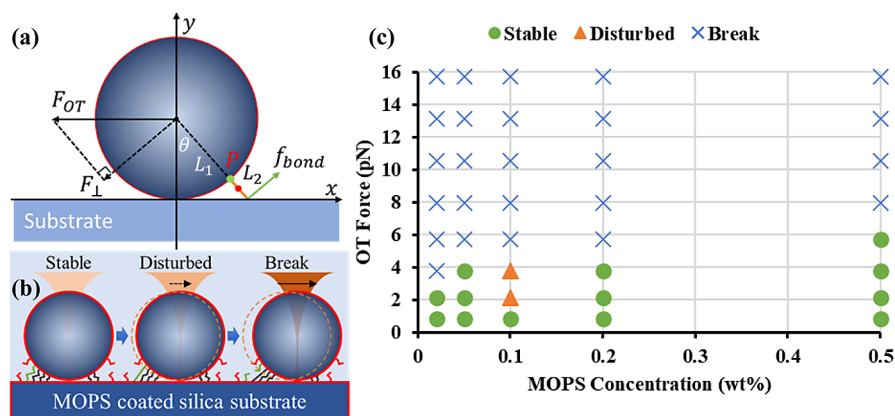 (a)
y
F_OT
θ
L_1
P
L_2
f_bond
F_⊥
x
Substrate
(b)
Stable
Disturbed
Break
MOPS coated silica substrate
(c)
Stable Disturbed Break
OT Force (pN)
16
14
12
10
8
6
4
2
0
0 0.1 0.2 0.3 0.4 0.5
MOPS Concentration (wt%)